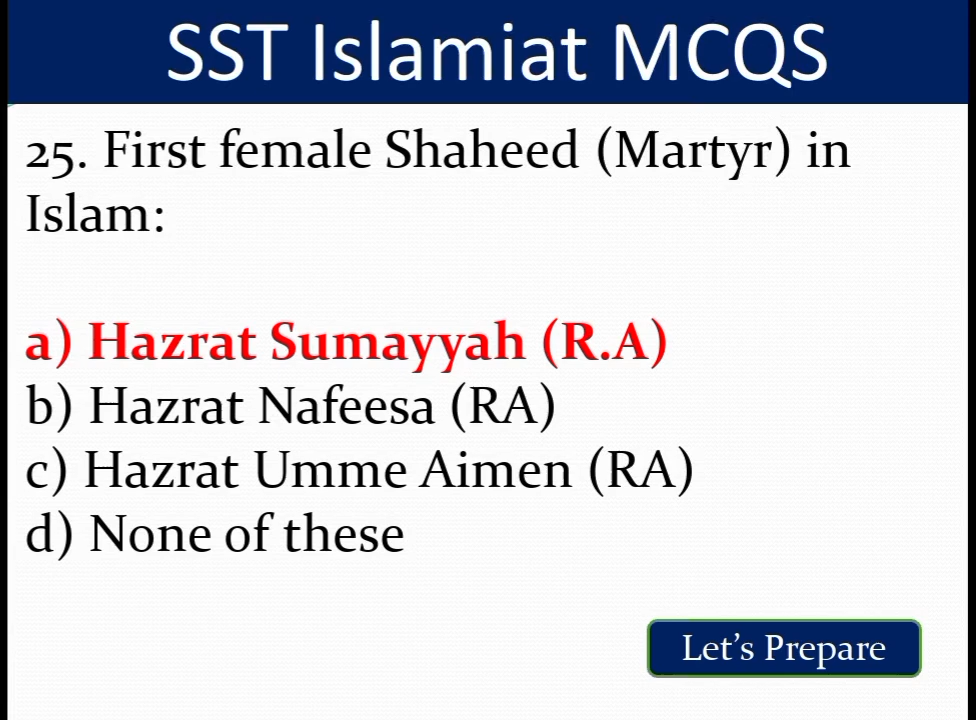 SST Islamiat MCQS
25. First female Shaheed (Martyr) in
Islam:
a) Hazrat Sumayyah (R.A)
b) Hazrat Nafeesa (RA)
c) Hazrat Umme Aimen (RA)
d) None of these
Let’s Prepare